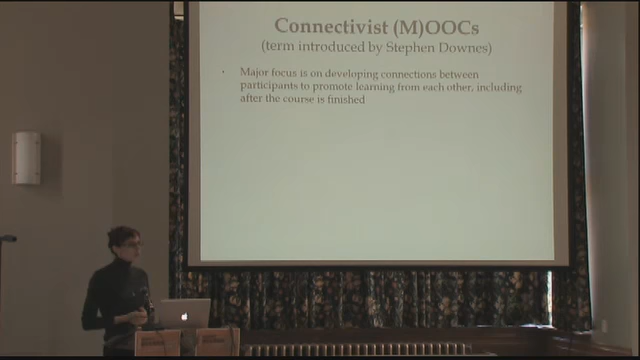 Connectivist (M)OOCs
(term introduced by Stephen Downes)
• Major focus is on developing connections between
participants to promote learning from each other, including
after the course is finished